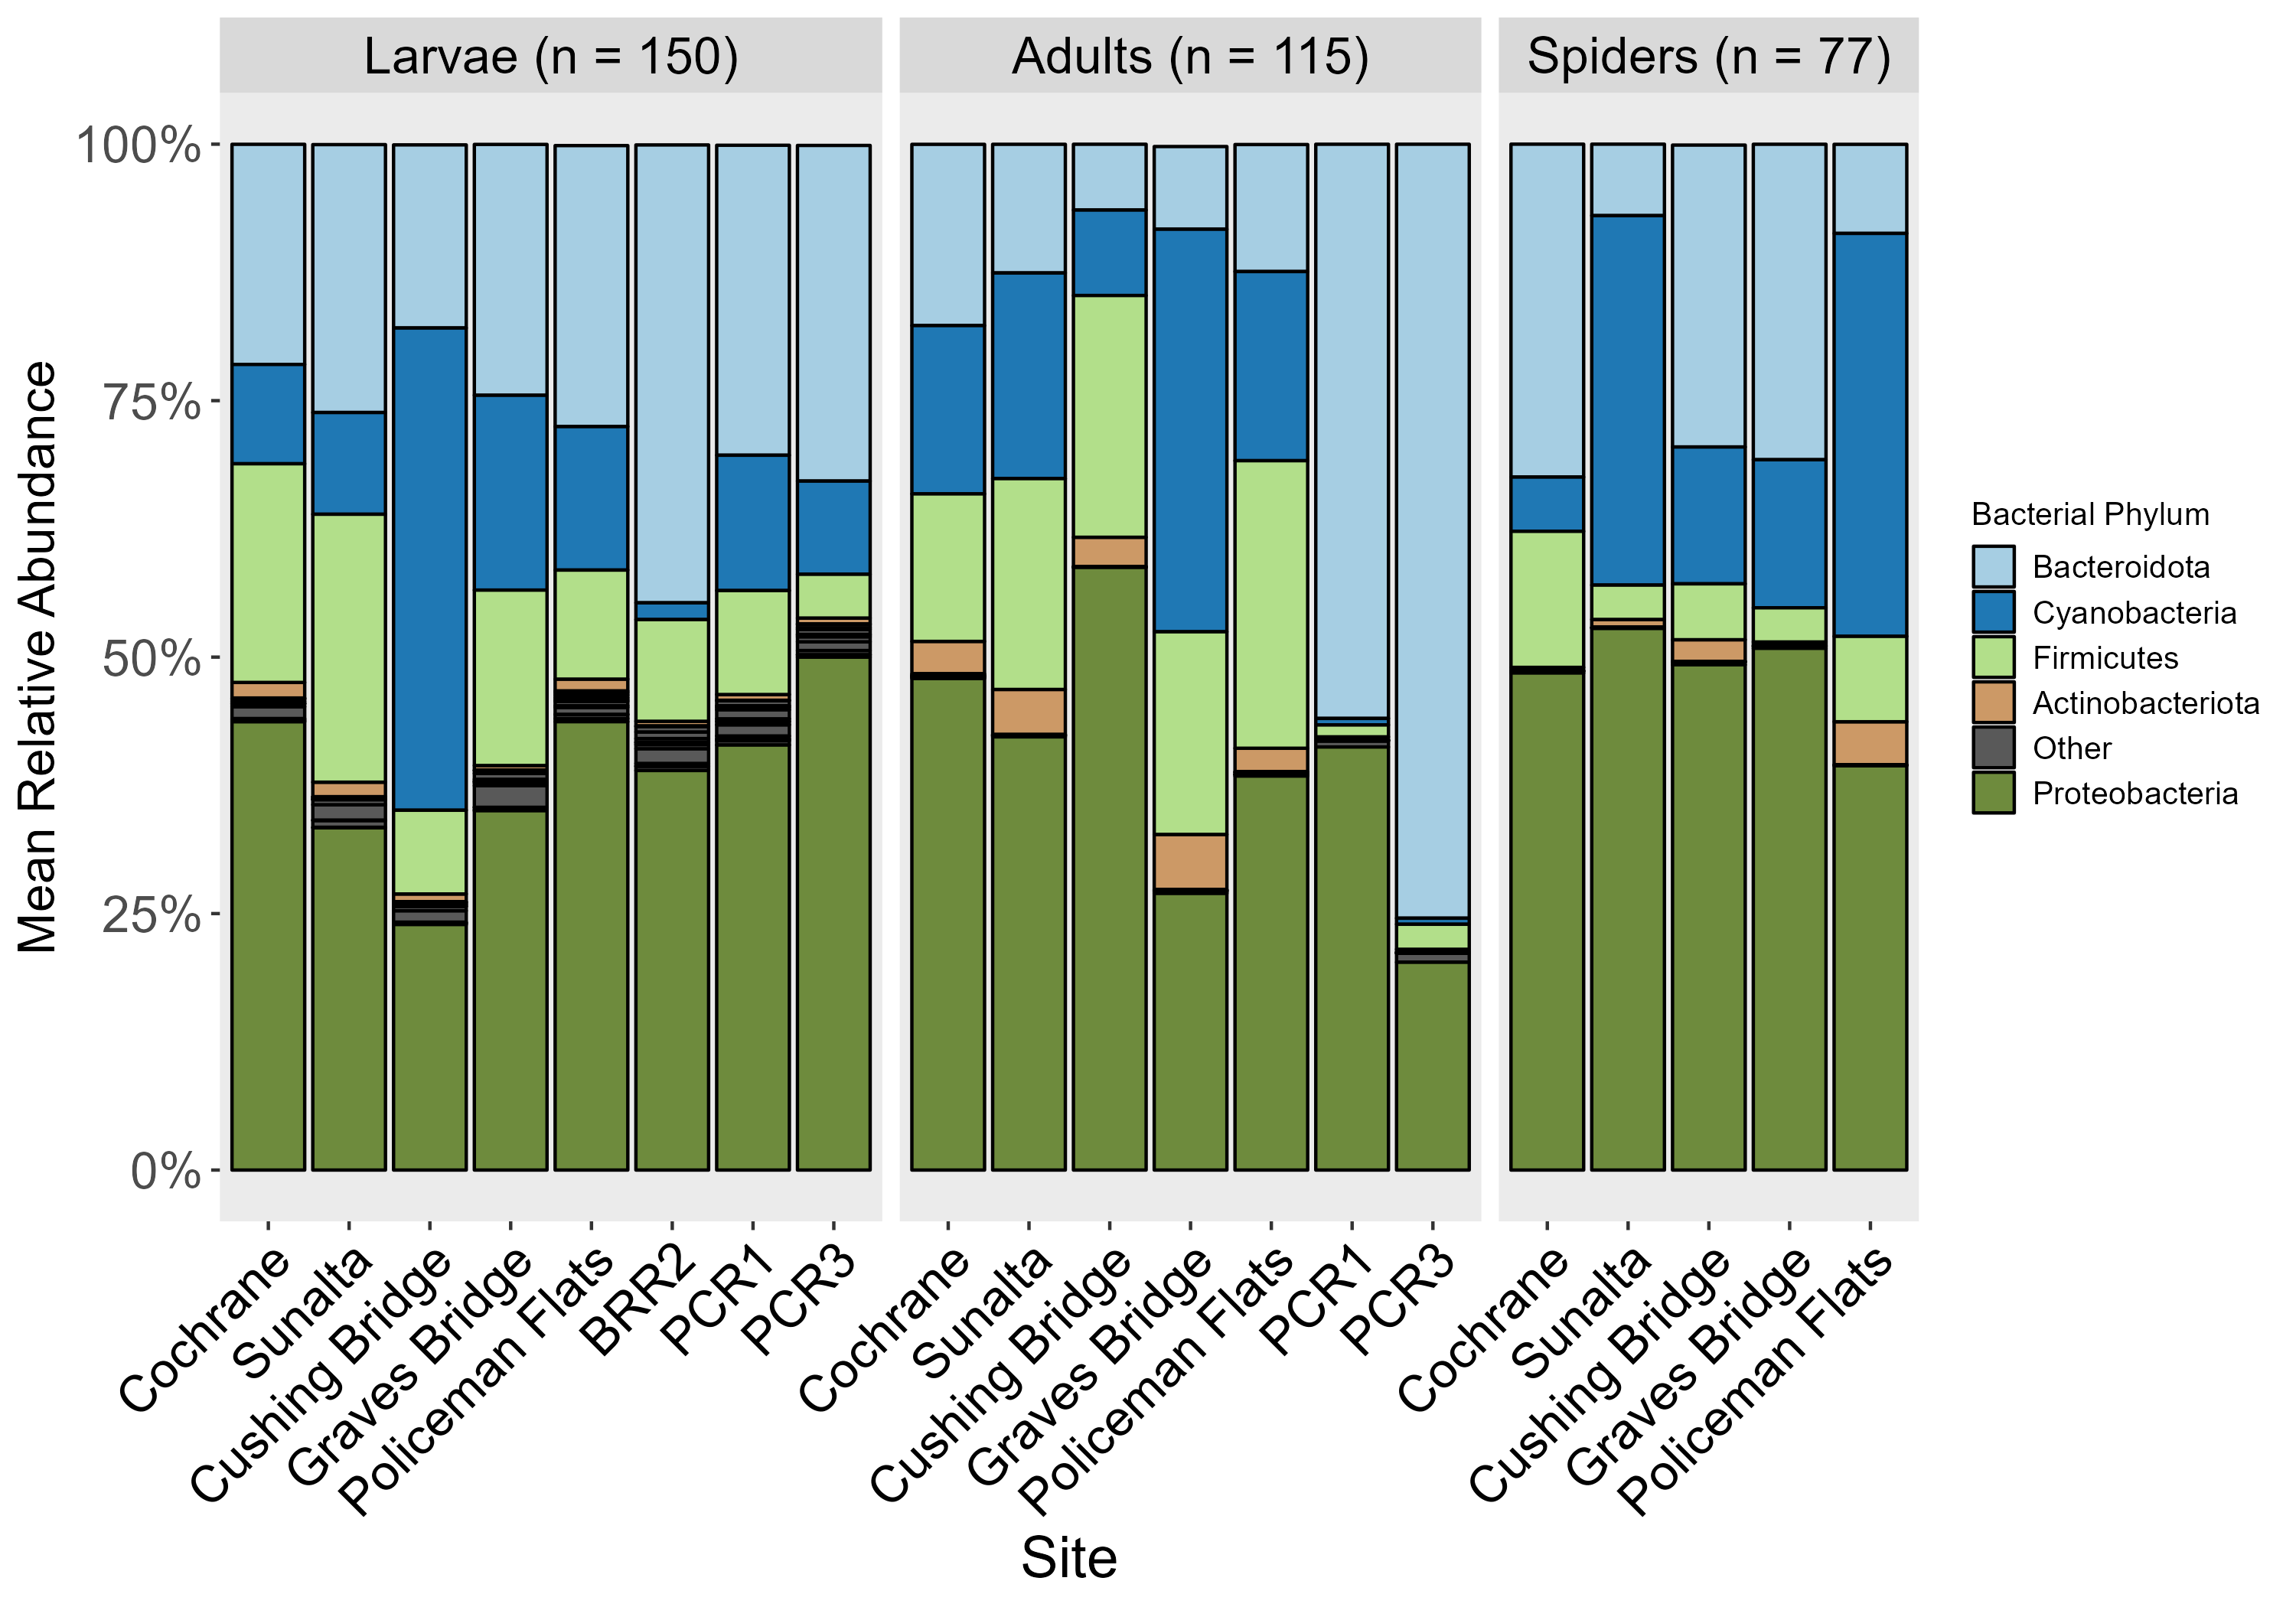 Larvae (n = 150)
Adults (n = 115)
Spiders (n = 77)
Mean Relative Abundance
100%
75%
50%
25%
0%
Cochrane
Sunalta
Cushing Bridge
Graves Bridge
Policeman Flats
BRR2
PCR1
PCR3
Cochrane
Sunalta
Cushing Bridge
Graves Bridge
Policeman Flats
PCR1
PCR3
Cochrane
Sunalta
Cushing Bridge
Graves Bridge
Policeman Flats
Site
Bacterial Phylum
Bacteroidota
Cyanobacteria
Firmicutes
Actinobacteriota
Other
Proteobacteria